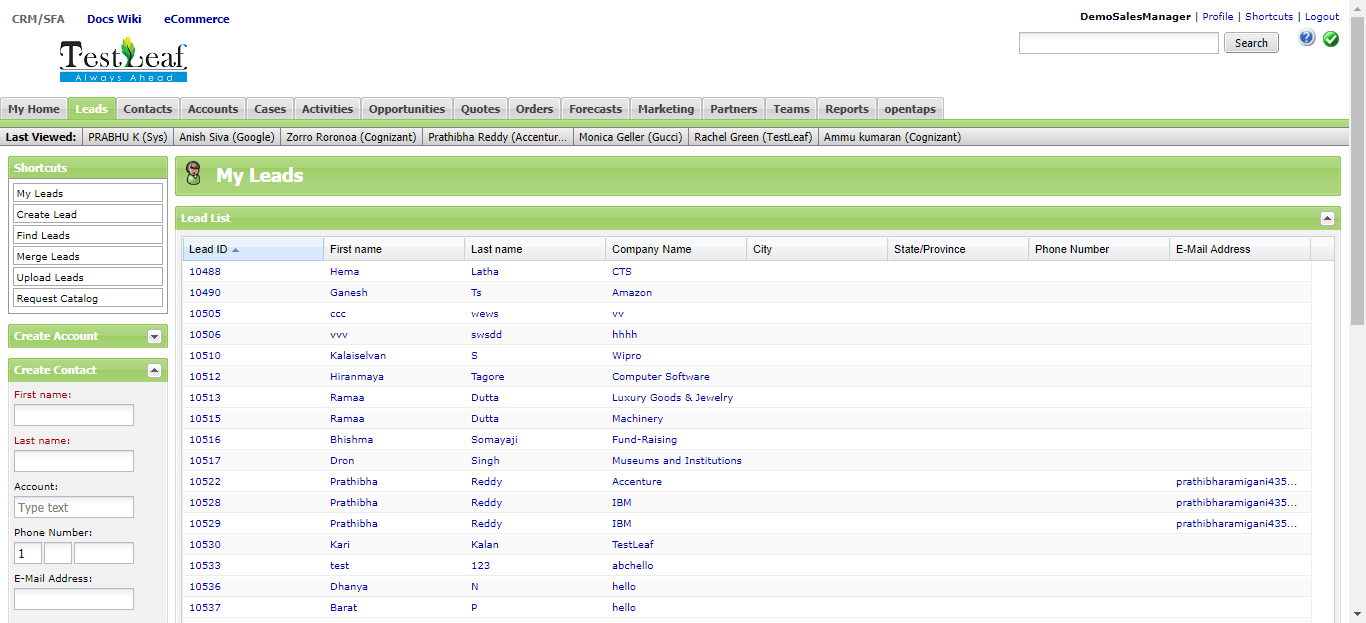 CRM/SFA Docs Wiki eCommerce
DemoSalesManager | Profile | Shortcuts | Logout
TestLeaf
Always Ahead
Search
My Home Leads Contacts Accounts Cases Activities Opportunities Quotes Orders Forecasts Marketing Partners Teams Reports opentaps
Last Viewed: PRABHU K (Sys) Anish Siva (Google) Zorro Roronoa (Cognizant) Prathibha Reddy (Accentur... Monica Geller (Gucci) Rachel Green (TestLeaf) Ammu kumaran (Cognizant)
Shortcuts
My Leads
Create Lead
Find Leads
Merge Leads
Upload Leads
Request Catalog
Create Account
Create Contact
First name:
Last name:
Account:
Type text
Phone Number:
1
E-Mail Address:
My Leads
Lead List
Lead ID First name Last name Company Name City State/Province Phone Number E-Mail Address
10488 Hema Latha CTS
10490 Ganesh Ts Amazon
10505 ccc wews vv
10506 vvv swsdd hhhh
10510 Kalaiselvan S Wipro
10512 Hiranmaya Tagore Computer Software
10513 Ramaa Dutta Luxury Goods & Jewelry
10515 Ramaa Dutta Machinery
10516 Bhishma Somayaji Fund-Raising
10517 Dron Singh Museums and Institutions
10522 Prathibha Reddy Accenture prathibharamigani435...
10528 Prathibha Reddy IBM prathibharamigani435...
10529 Prathibha Reddy IBM prathibharamigani435...
10530 Kari Kalan TestLeaf
10533 test 123 abchello
10536 Dhanya N hello
10537 Barat P hello